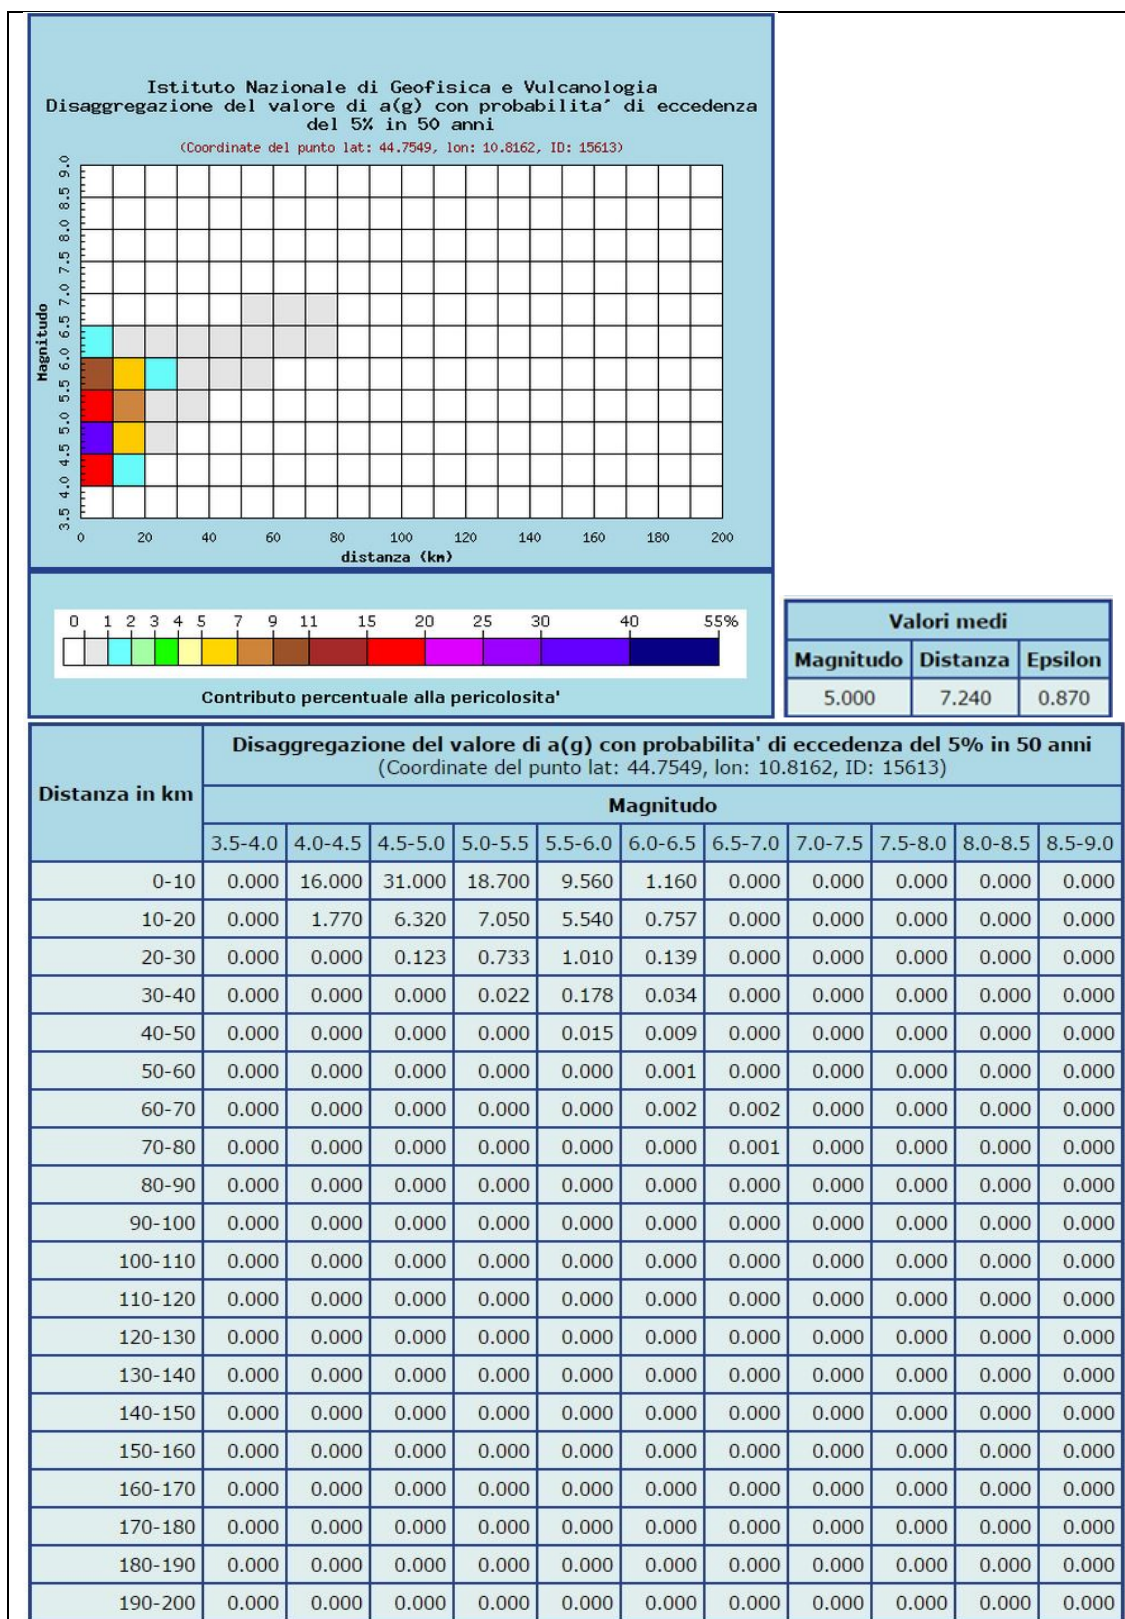 Istituto Nazionale di Geofisica e Vulcanologia
Disaggregazione del valore di a(g) con probabilita' di eccedenza
del 5% in 50 anni
(Coordinate del punto lat: 44.7549, lon: 10.8162, ID: 15613)
Magnitudo
9.0
8.5
8.0
7.5
7.0
6.5
6.0
5.5
5.0
4.5
4.0
3.5
0 20 40 60 80 100 120 140 160 180 200
distanza (km)
0 1 2 3 4 5 7 9 11 15 20 25 30 40 55%
Contributo percentuale alla pericolosita'
Valori medi
Magnitudo Distanza Epsilon
5.000 7.240 0.870
Disaggregazione del valore di a(g) con probabilita' di eccedenza del 5% in 50 anni
(Coordinate del punto lat: 44.7549, lon: 10.8162, ID: 15613)
Distanza in km
Magnitudo
3.5-4.0 4.0-4.5 4.5-5.0 5.0-5.5 5.5-6.0 6.0-6.5 6.5-7.0 7.0-7.5 7.5-8.0 8.0-8.5 8.5-9.0
0-10 0.000 16.000 31.000 18.700 9.560 1.160 0.000 0.000 0.000 0.000 0.000
10-20 0.000 1.770 6.320 7.050 5.540 0.757 0.000 0.000 0.000 0.000 0.000
20-30 0.000 0.000 0.123 0.733 1.010 0.139 0.000 0.000 0.000 0.000 0.000
30-40 0.000 0.000 0.000 0.022 0.178 0.034 0.000 0.000 0.000 0.000 0.000
40-50 0.000 0.000 0.000 0.000 0.015 0.009 0.000 0.000 0.000 0.000 0.000
50-60 0.000 0.000 0.000 0.000 0.000 0.001 0.000 0.000 0.000 0.000 0.000
60-70 0.000 0.000 0.000 0.000 0.000 0.002 0.002 0.000 0.000 0.000 0.000
70-80 0.000 0.000 0.000 0.000 0.000 0.000 0.001 0.000 0.000 0.000 0.000
80-90 0.000 0.000 0.000 0.000 0.000 0.000 0.000 0.000 0.000 0.000 0.000
90-100 0.000 0.000 0.000 0.000 0.000 0.000 0.000 0.000 0.000 0.000 0.000
100-110 0.000 0.000 0.000 0.000 0.000 0.000 0.000 0.000 0.000 0.000 0.000
110-120 0.000 0.000 0.000 0.000 0.000 0.000 0.000 0.000 0.000 0.000 0.000
120-130 0.000 0.000 0.000 0.000 0.000 0.000 0.000 0.000 0.000 0.000 0.000
130-140 0.000 0.000 0.000 0.000 0.000 0.000 0.000 0.000 0.000 0.000 0.000
140-150 0.000 0.000 0.000 0.000 0.000 0.000 0.000 0.000 0.000 0.000 0.000
150-160 0.000 0.000 0.000 0.000 0.000 0.000 0.000 0.000 0.000 0.000 0.000
160-170 0.000 0.000 0.000 0.000 0.000 0.000 0.000 0.000 0.000 0.000 0.000
170-180 0.000 0.000 0.000 0.000 0.000 0.000 0.000 0.000 0.000 0.000 0.000
180-190 0.000 0.000 0.000 0.000 0.000 0.000 0.000 0.000 0.000 0.000 0.000
190-200 0.000 0.000 0.000 0.000 0.000 0.000 0.000 0.000 0.000 0.000 0.000